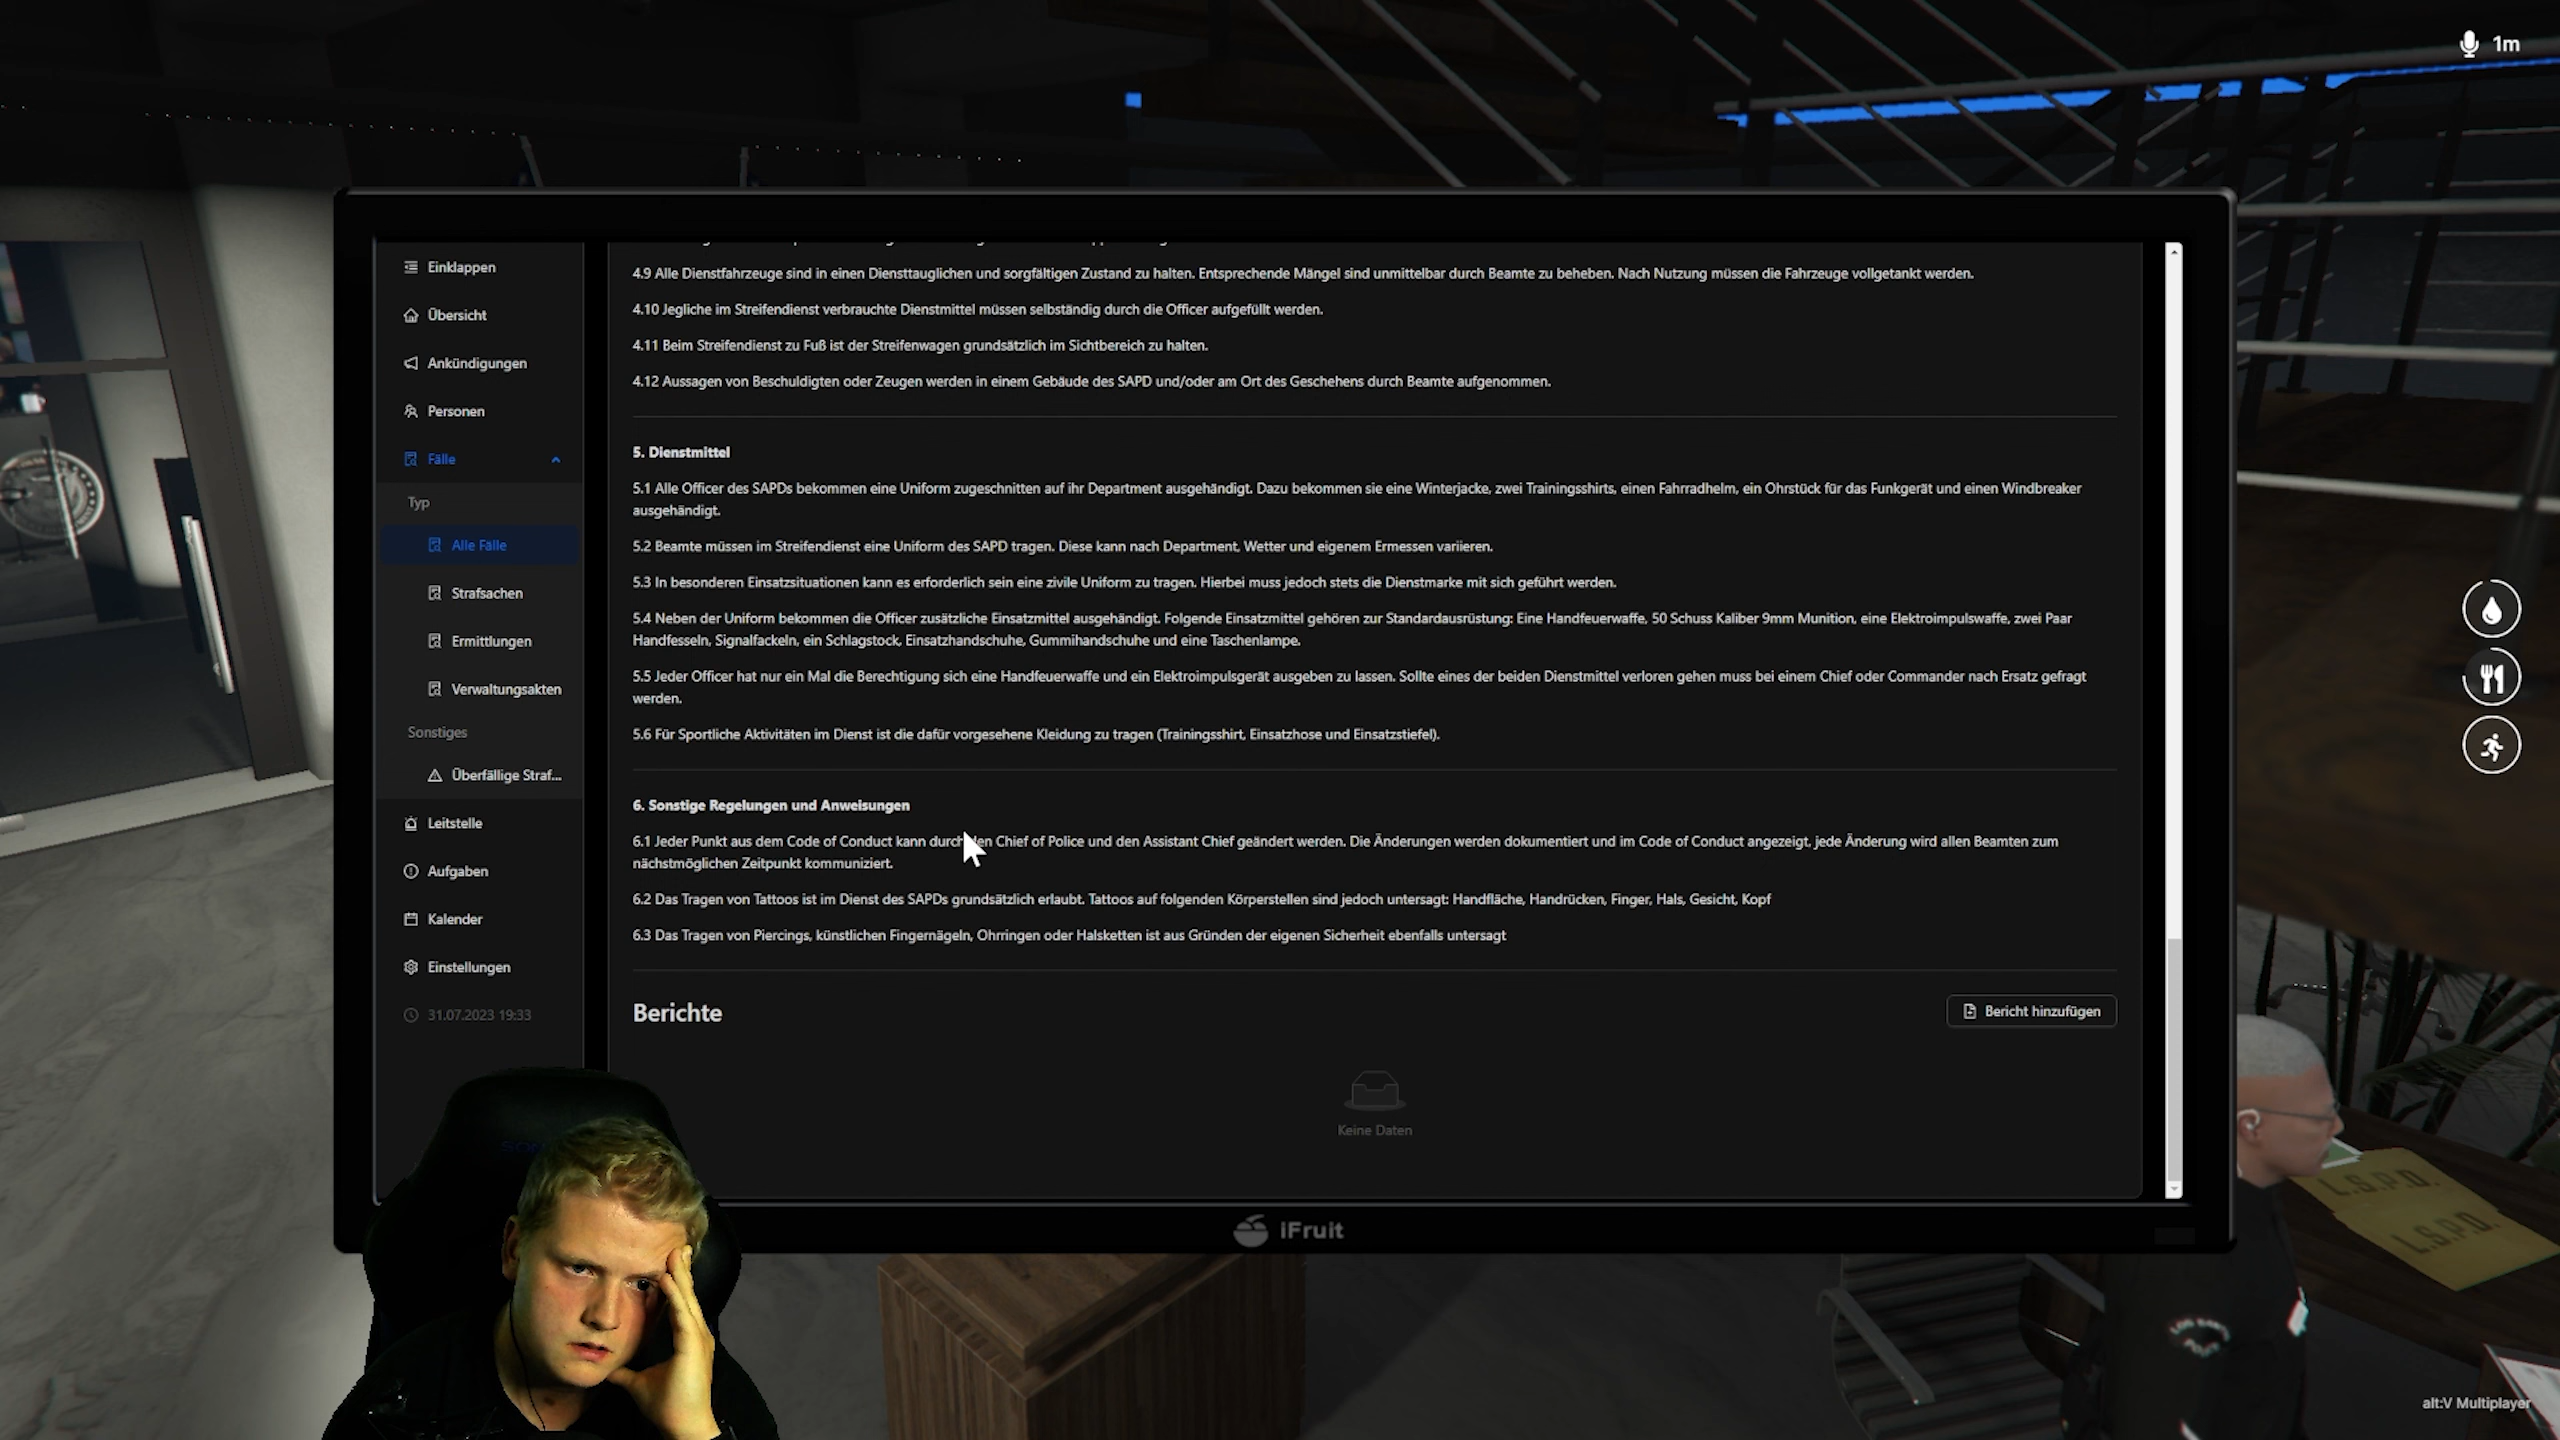 1m
Einklappen
Übersicht
Ankündigungen
Personen
Fälle
Typ
Alle Fälle
Strafsachen
Ermittlungen
Verwaltungsakten
Sonstiges
Überfällige Straf...
Leitstelle
Aufgaben
Kalender
Einstellungen
31.07.2023 19:33
4.9 Alle Dienstfahrzeuge sind in einen Diensttauglichen und sorgfältigen Zustand zu halten. Entsprechende Mängel sind unmittelbar durch Beamte zu beheben. Nach Nutzung müssen die Fahrzeuge vollgetankt werden.
4.10 Jegliche im Streifendienst verbrauchte Dienstmittel müssen selbständig durch die Officer aufgefüllt werden.
4.11 Beim Streifendienst zu Fuß ist der Streifenwagen grundsätzlich im Sichtbereich zu halten.
4.12 Aussagen von Beschuldigten oder Zeugen werden in einem Gebäude des SAPD und/oder am Ort des Geschehens durch Beamte aufgenommen.
5. Dienstmittel
5.1 Alle Officer des SAPDs bekommen eine Uniform zugeschnitten auf ihr Department ausgehändigt. Dazu bekommen sie eine Winterjacke, zwei Trainingsshirts, einen Fahrradhelm, ein Ohrstück für das Funkgerät und einen Windbreaker
ausgehändigt.
5.2 Beamte müssen im Streifendienst eine Uniform des SAPD tragen. Diese kann nach Department, Wetter und eigenem Ermessen variieren.
5.3 In besonderen Einsatzsituationen kann es erforderlich sein eine zivile Uniform zu tragen. Hierbei muss jedoch stets die Dienstmarke mit sich geführt werden.
5.4 Neben der Uniform bekommen die Officer zusätzliche Einsatzmittel ausgehändigt. Folgende Einsatzmittel gehören zur Standardausrüstung: Eine Handfeuerwaffe, 50 Schuss Kaliber 9mm Munition, eine Elektroimpulswaffe, zwei Paar
Handfesseln, Signalfackeln, ein Schlagstock, Einsatzhandschuhe, Gummihandschuhe und eine Taschenlampe.
5.5 Jeder Officer hat nur ein Mal die Berechtigung sich eine Handfeuerwaffe und ein Elektroimpulsgerät ausgeben zu lassen. Sollte eines der beiden Dienstmittel verloren gehen muss bei einem Chief oder Commander nach Ersatz gefragt
werden.
5.6 Für Sportliche Aktivitäten im Dienst ist die dafür vorgesehene Kleidung zu tragen (Trainingsshirt, Einsatzhose und Einsatzstiefel).
6. Sonstige Regelungen und Anweisungen
6.1 Jeder Punkt aus dem Code of Conduct kann durch den Chief of Police und den Assistant Chief geändert werden. Die Änderungen werden dokumentiert und im Code of Conduct angezeigt, jede Änderung wird allen Beamten zum
nächstmöglichen Zeitpunkt kommuniziert.
6.2 Das Tragen von Tattoos ist im Dienst des SAPDs grundsätzlich erlaubt. Tattoos auf folgenden Körperstellen sind jedoch untersagt: Handfläche, Handrücken, Finger, Hals, Gesicht, Kopf
6.3 Das Tragen von Piercings, künstlichen Fingernägeln, Ohrringen oder Halsketten ist aus Gründen der eigenen Sicherheit ebenfalls untersagt
Berichte
Bericht hinzufügen
Keine Daten
iFruit
L.S.P.D.
L.S.P.D.
alt:V Multiplayer